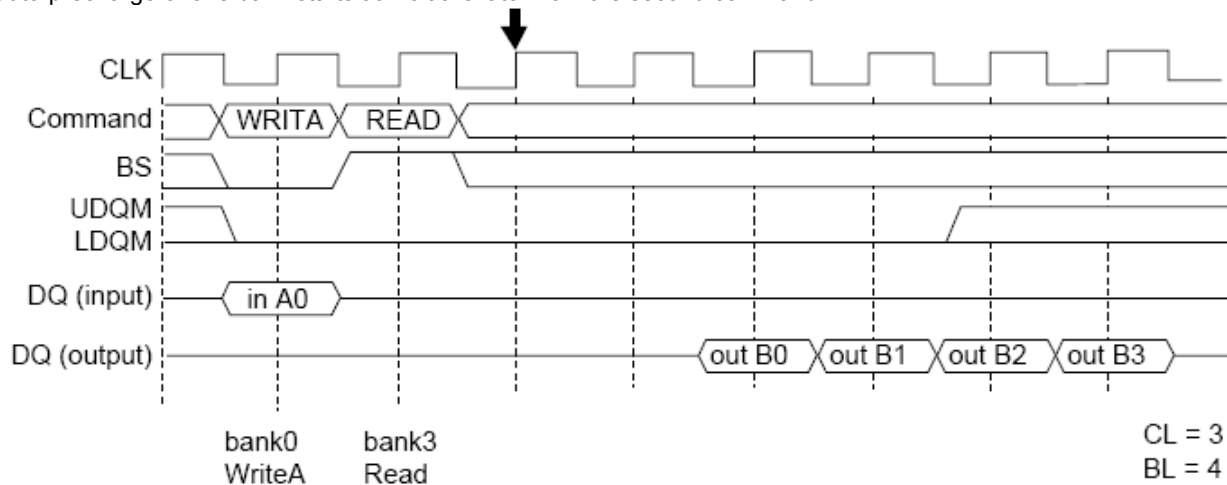 CLK
Command WRITA READ
BS
UDQM
LDQM
DQ (input) in A0
DQ (output) out B0 out B1 out B2 out B3
bank0 bank3 CL = 3
WriteA Read BL = 4